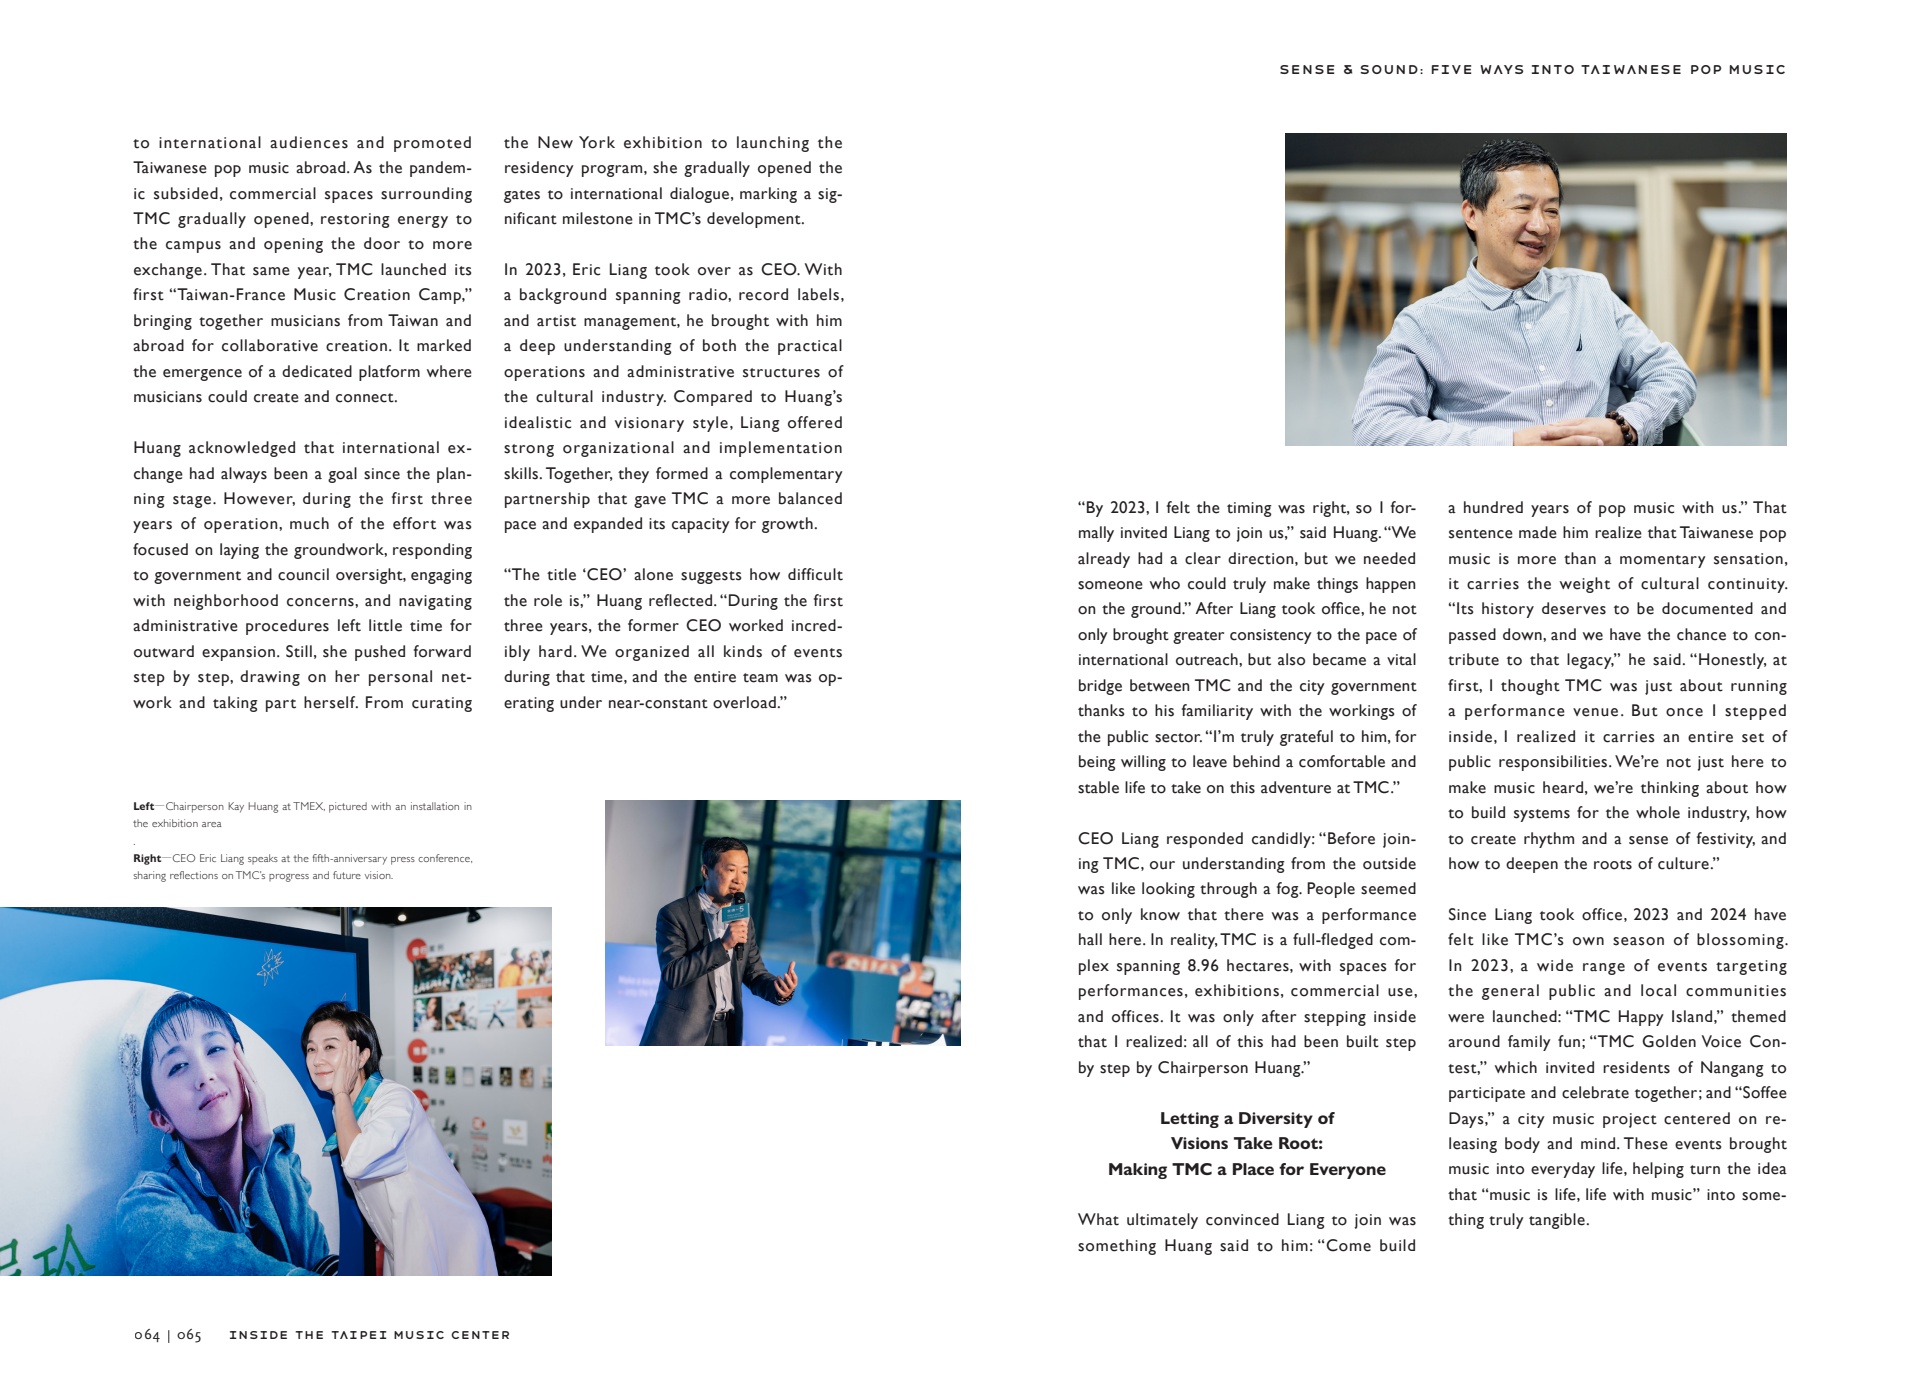 SENSE & SOUND: FIVE WAYS INTO TAIWANESE POP MUSIC
to international audiences and promoted
Taiwanese pop music abroad. As the pandem-
ic subsided, commercial spaces surrounding
TMC gradually opened, restoring energy to
the campus and opening the door to more
exchange. That same year, TMC launched its
first “Taiwan-France Music Creation Camp,”
bringing together musicians from Taiwan and
abroad for collaborative creation. It marked
the emergence of a dedicated platform where
musicians could create and connect.
Huang acknowledged that international ex-
change had always been a goal since the plan-
ning stage. However, during the first three
years of operation, much of the effort was
focused on laying the groundwork, responding
to government and council oversight, engaging
with neighborhood concerns, and navigating
administrative procedures left little time for
outward expansion. Still, she pushed forward
step by step, drawing on her personal net-
work and taking part herself. From curating
the New York exhibition to launching the
residency program, she gradually opened the
gates to international dialogue, marking a sig-
nificant milestone in TMC’s development.
In 2023, Eric Liang took over as CEO. With
a background spanning radio, record labels,
and artist management, he brought with him
a deep understanding of both the practical
operations and administrative structures of
the cultural industry. Compared to Huang’s
idealistic and visionary style, Liang offered
strong organizational and implementation
skills. Together, they formed a complementary
partnership that gave TMC a more balanced
pace and expanded its capacity for growth.
“The title ‘CEO’ alone suggests how difficult
the role is,” Huang reflected. “During the first
three years, the former CEO worked incred-
ibly hard. We organized all kinds of events
during that time, and the entire team was op-
erating under near-constant overload.”
Left—Chairperson Kay Huang at TMEX, pictured with an installation in
the exhibition area
.
Right—CEO Eric Liang speaks at the fifth-anniversary press conference,
sharing reflections on TMC’s progress and future vision.
“By 2023, I felt the timing was right, so I for-
mally invited Liang to join us,” said Huang. “We
already had a clear direction, but we needed
someone who could truly make things happen
on the ground.” After Liang took office, he not
only brought greater consistency to the pace of
international outreach, but also became a vital
bridge between TMC and the city government
thanks to his familiarity with the workings of
the public sector. “I’m truly grateful to him, for
being willing to leave behind a comfortable and
stable life to take on this adventure at TMC.”
CEO Liang responded candidly: “Before join-
ing TMC, our understanding from the outside
was like looking through a fog. People seemed
to only know that there was a performance
hall here. In reality, TMC is a full-fledged com-
plex spanning 8.96 hectares, with spaces for
performances, exhibitions, commercial use,
and offices. It was only after stepping inside
that I realized: all of this had been built step
by step by Chairperson Huang.”
Letting a Diversity of
Visions Take Root:
Making TMC a Place for Everyone
What ultimately convinced Liang to join was
something Huang said to him: “Come build
a hundred years of pop music with us.” That
sentence made him realize that Taiwanese pop
music is more than a momentary sensation,
it carries the weight of cultural continuity.
“Its history deserves to be documented and
passed down, and we have the chance to con-
tribute to that legacy,” he said. “Honestly, at
first, I thought TMC was just about running
a performance venue. But once I stepped
inside, I realized it carries an entire set of
public responsibilities. We’re not just here to
make music heard, we’re thinking about how
to build systems for the whole industry, how
to create rhythm and a sense of festivity, and
how to deepen the roots of culture.”
Since Liang took office, 2023 and 2024 have
felt like TMC’s own season of blossoming.
In 2023, a wide range of events targeting
the general public and local communities
were launched: “TMC Happy Island,” themed
around family fun; “TMC Golden Voice Con-
test,” which invited residents of Nangang to
participate and celebrate together; and “Soffee
Days,” a city music project centered on re-
leasing body and mind. These events brought
music into everyday life, helping turn the idea
that “music is life, life with music” into some-
thing truly tangible.
064 | 065 INSIDE THE TAIPEI MUSIC CENTER